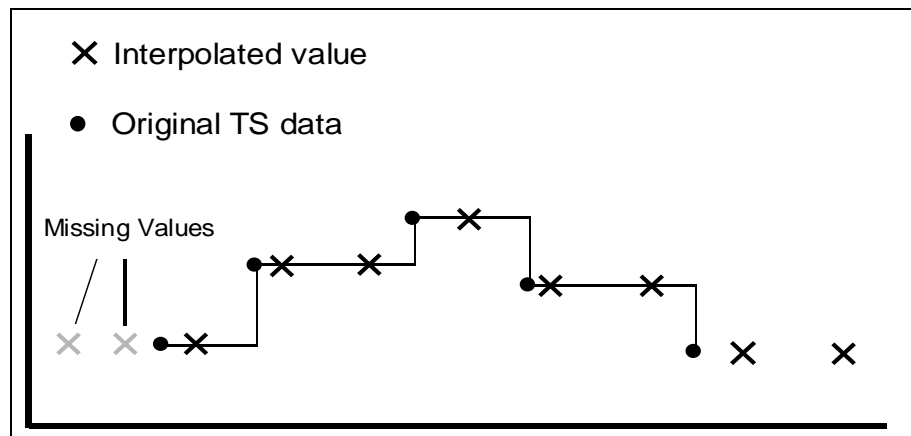 Interpolated value
Original TS data
Missing Values